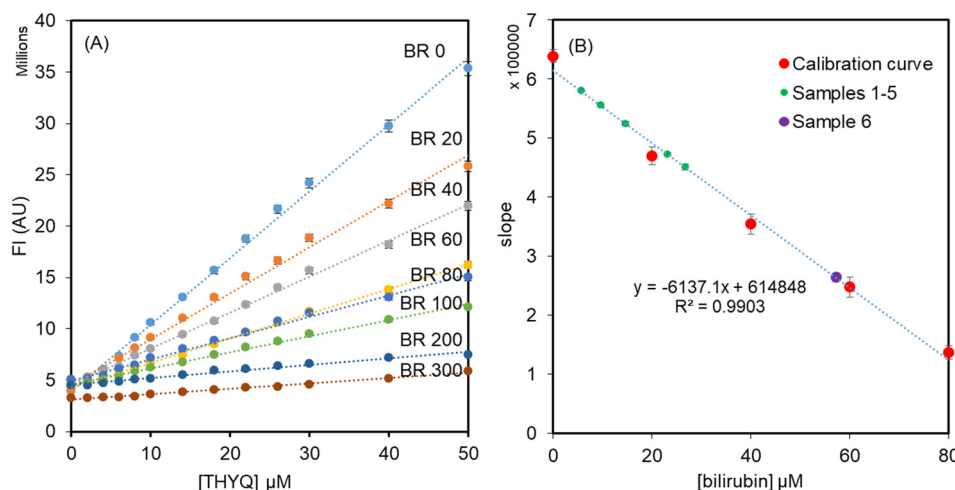 (A)
Millions
FI (AU)
40
35
30
25
20
15
10
5
0
BR 0
BR 20
BR 40
BR 60
BR 80
BR 100
BR 200
BR 300
0 10 20 30 40 50
[THYQ] µM
(B)
x 100000
slope
7
6
5
4
3
2
1
0
Calibration curve
Samples 1-5
Sample 6
y = -6137.1x + 614848
R² = 0.9903
0 20 40 60 80
[bilirubin] µM